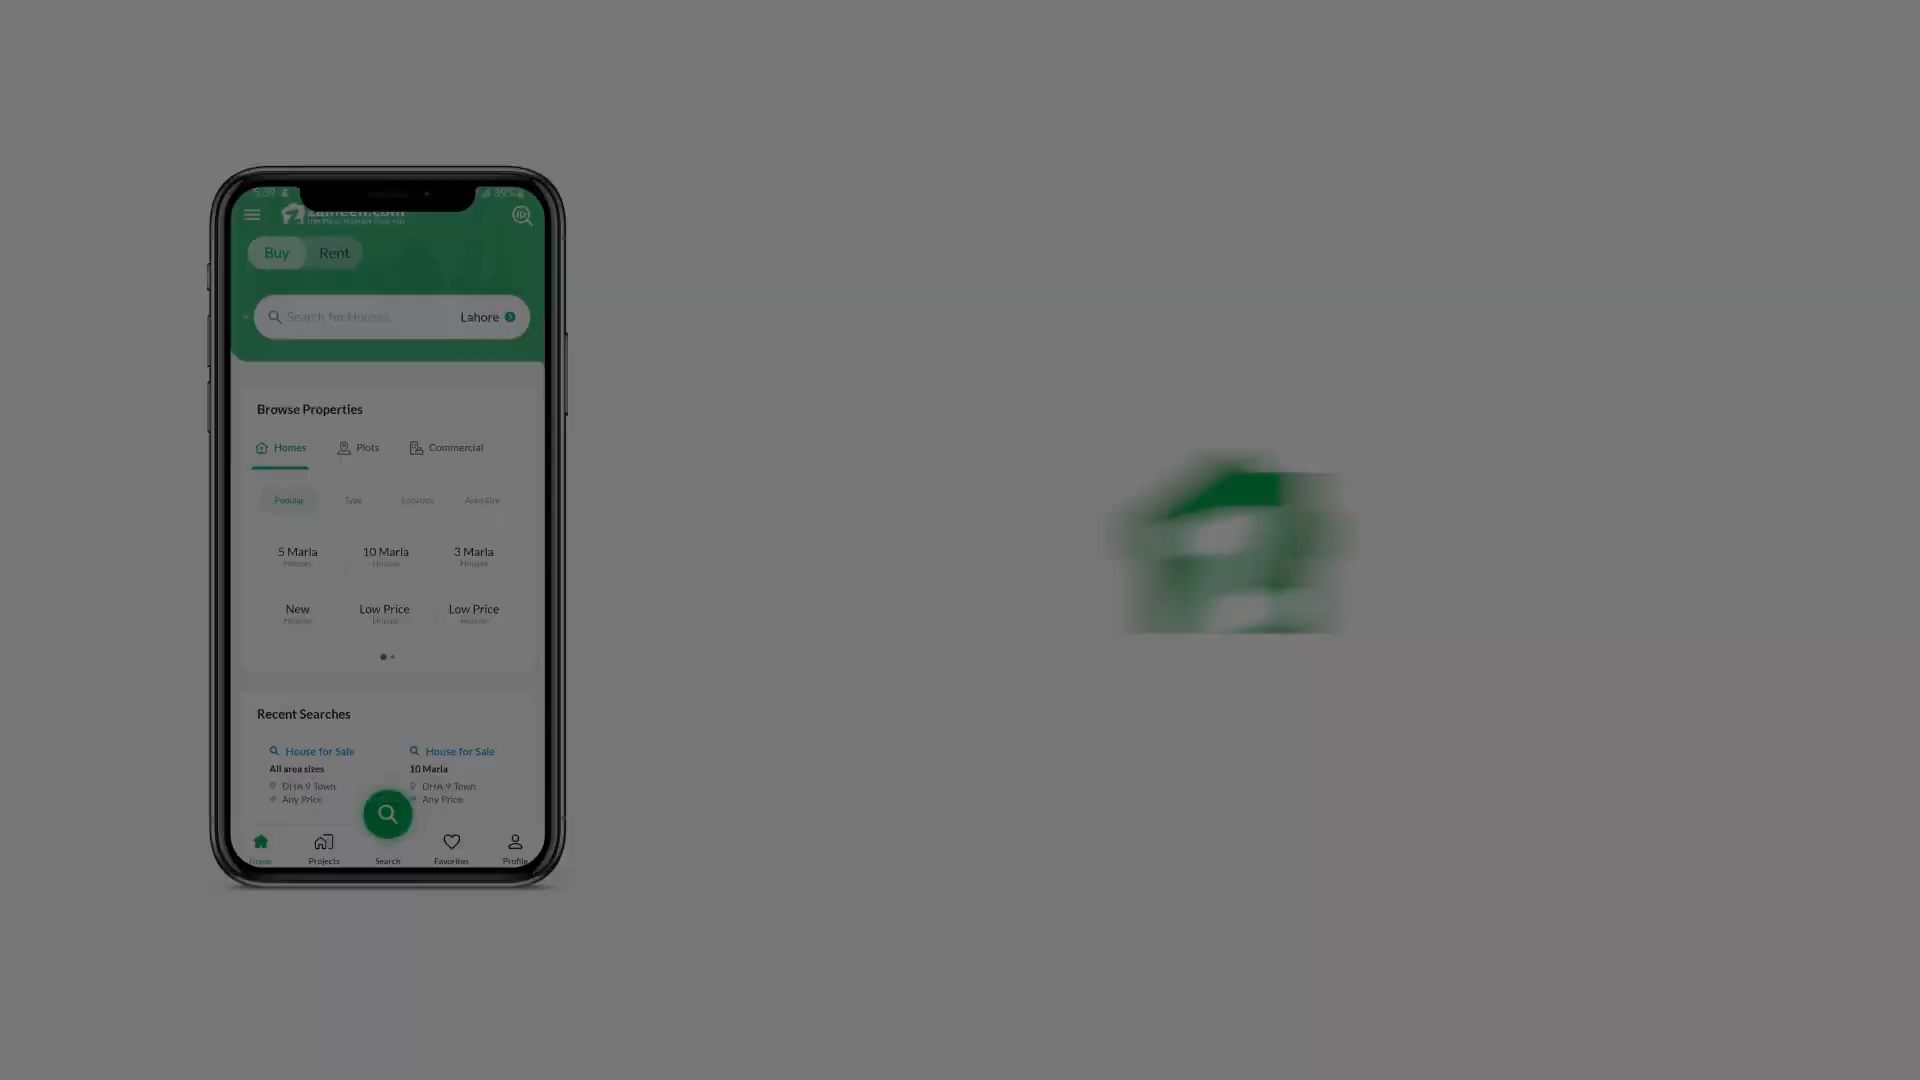 zameen.com
Buy Rent
Search for Houses Lahore
Browse Properties
Homes Plots Commercial
Popular Type Location Area Size
5 Marla 10 Marla 3 Marla
Houses Houses Houses
New Low Price Low Price
Houses Houses Houses
Recent Searches
House for Sale House for Sale
All area sizes 10 Marla
DHA 9 Town DHA 9 Town
Any Price Any Price
Home Projects Search Favorites Profile